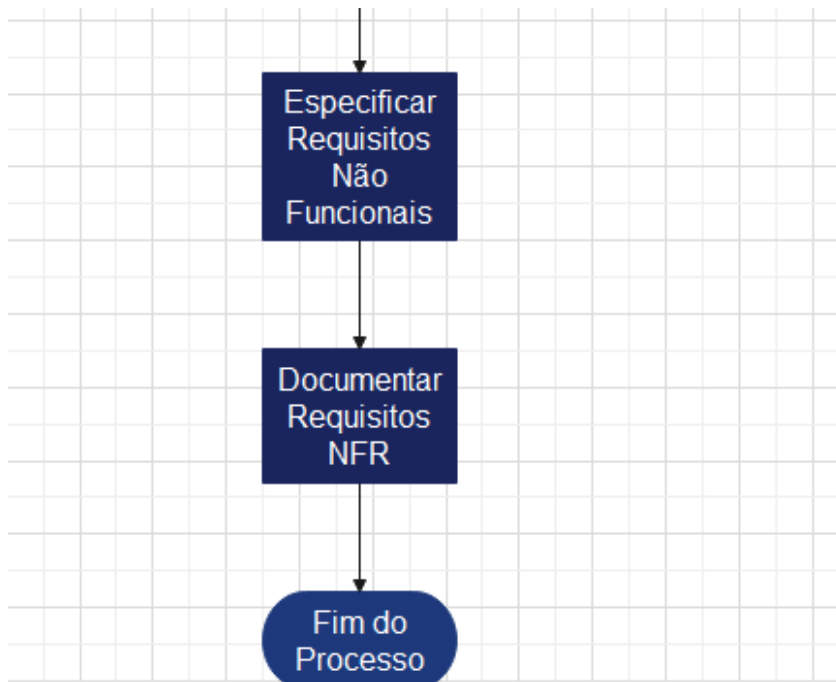 Especificar
Requisitos
Não
Funcionais
Documentar
Requisitos
NFR
Fim do
Processo